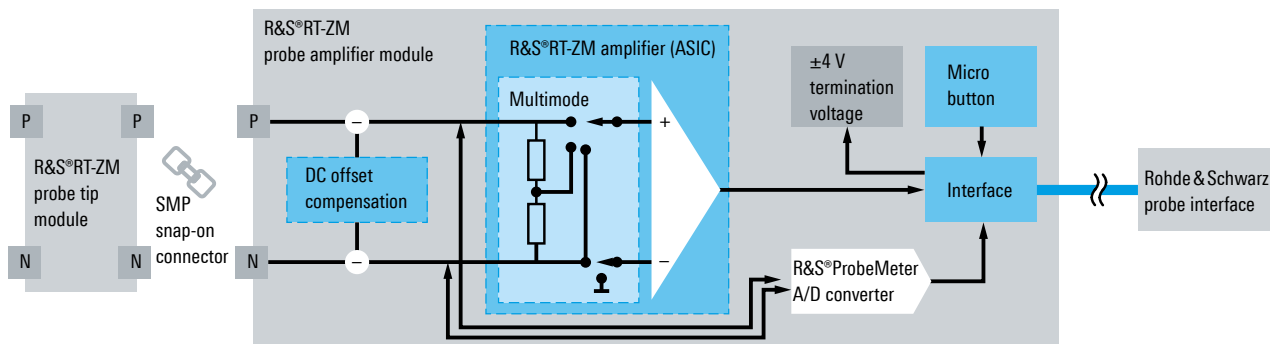 R&S®RT-ZM
probe amplifier module
R&S®RT-ZM amplifier (ASIC)
±4 V
termination
voltage
Micro
button
Multimode
P
P
P
–
+
R&S®RT-ZM
probe tip
module
SMP
snap-on
connector
DC offset
compensation
Interface
Rohde & Schwarz
probe interface
N
N
N
–
–
R&S®ProbeMeter
A/D converter